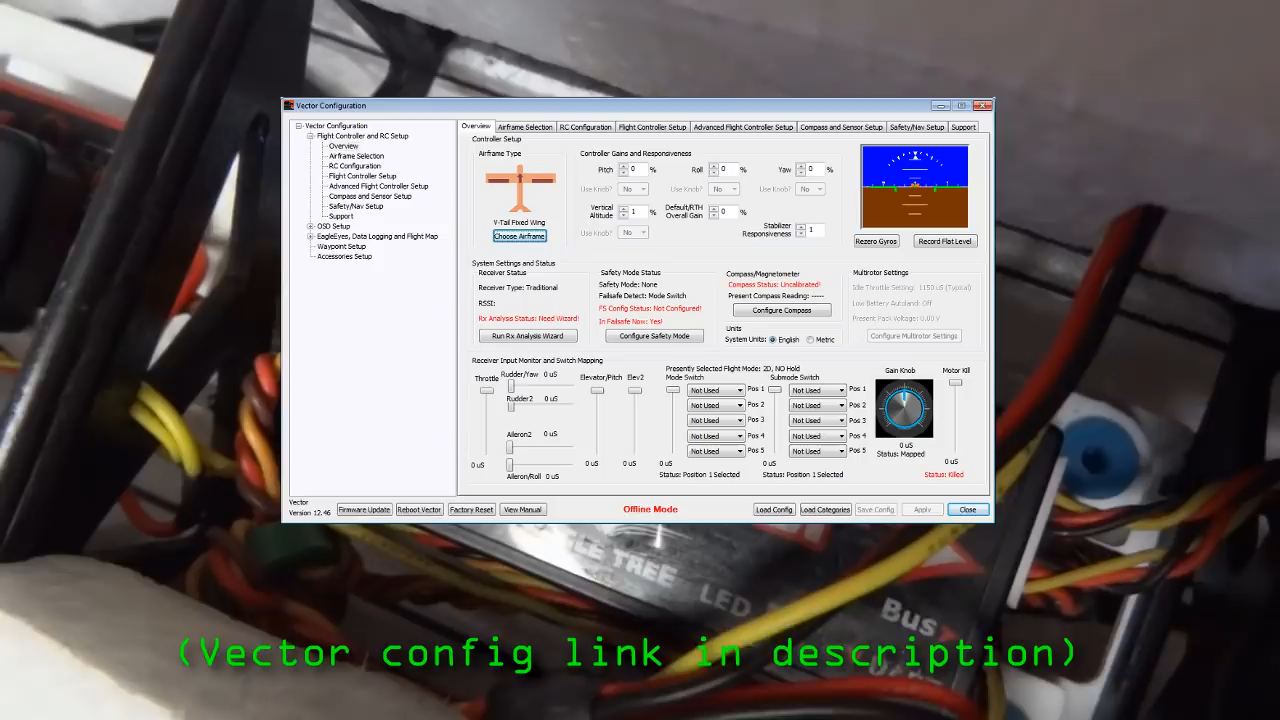 Vector Configuration
Vector Configuration
Flight Controller and RC Setup
Overview
Airframe Selection
RC Configuration
Flight Controller Setup
Advanced Flight Controller Setup
Compass and Sensor Setup
Safety/Nav Setup
Support
OSD Setup
EagleEyes, Data Logging and Flight Map
Waypoint Setup
Accessories Setup
Overview Airframe Selection RC Configuration Flight Controller Setup Advanced Flight Controller Setup Compass and Sensor Setup Safety/Nav Setup Support
Controller Setup
Airframe Type
V-Tail Fixed Wing
Choose Airframe
Controller Gains and Responsiveness
Pitch 0 % Roll 0 % Yaw 0 %
Use Knob? No Use Knob? No Use Knob? No
Vertical Altitude 1 % Default/RTH Overall Gain 0 %
Use Knob? No
Stabilizer Responsiveness 1
Rezero Gyros Record Flat Level
System Settings and Status
Receiver Status
Receiver Type: Traditional
RSSI:
Rx Analysis Status: Need Wizard!
Run Rx Analysis Wizard
Safety Mode Status
Safety Mode: None
Failsafe Detect: Mode Switch
FS Config Status: Not Configured!
In Failsafe Now: Yes!
Configure Safety Mode
Compass/Magnetometer
Compass Status: Uncalibrated!
Present Compass Reading: -----
Configure Compass
Units
System Units: English Metric
Multirotor Settings
Idle Throttle Setting: 1150 uS (Typical)
Low Battery Autoland: Off
Present Pack Voltage: 0.00 V
Configure Multirotor Settings
Receiver Input Monitor and Switch Mapping
Throttle
0 uS
Rudder/Yaw 0 uS
Rudder2 0 uS
Aileron2 0 uS
Aileron/Roll 0 uS
Elevator/Pitch
0 uS
Elev2
0 uS
Presently Selected Flight Mode: 2D, NO Hold
Mode Switch Submode Switch
Not Used Pos 1 Not Used Pos 1
Not Used Pos 2 Not Used Pos 2
Not Used Pos 3 Not Used Pos 3
Not Used Pos 4 Not Used Pos 4
Not Used Pos 5 Not Used Pos 5
0 uS 0 uS
Status: Position 1 Selected Status: Position 1 Selected
Gain Knob
0 uS
Status: Mapped
Motor Kill
0 uS
Status: Killed
Vector
Version 12.46
Firmware Update Reboot Vector Factory Reset View Manual Offline Mode Load Config Load Categories Save Config Apply Close
LE TREE
LED
Bus
(Vector config link in description)